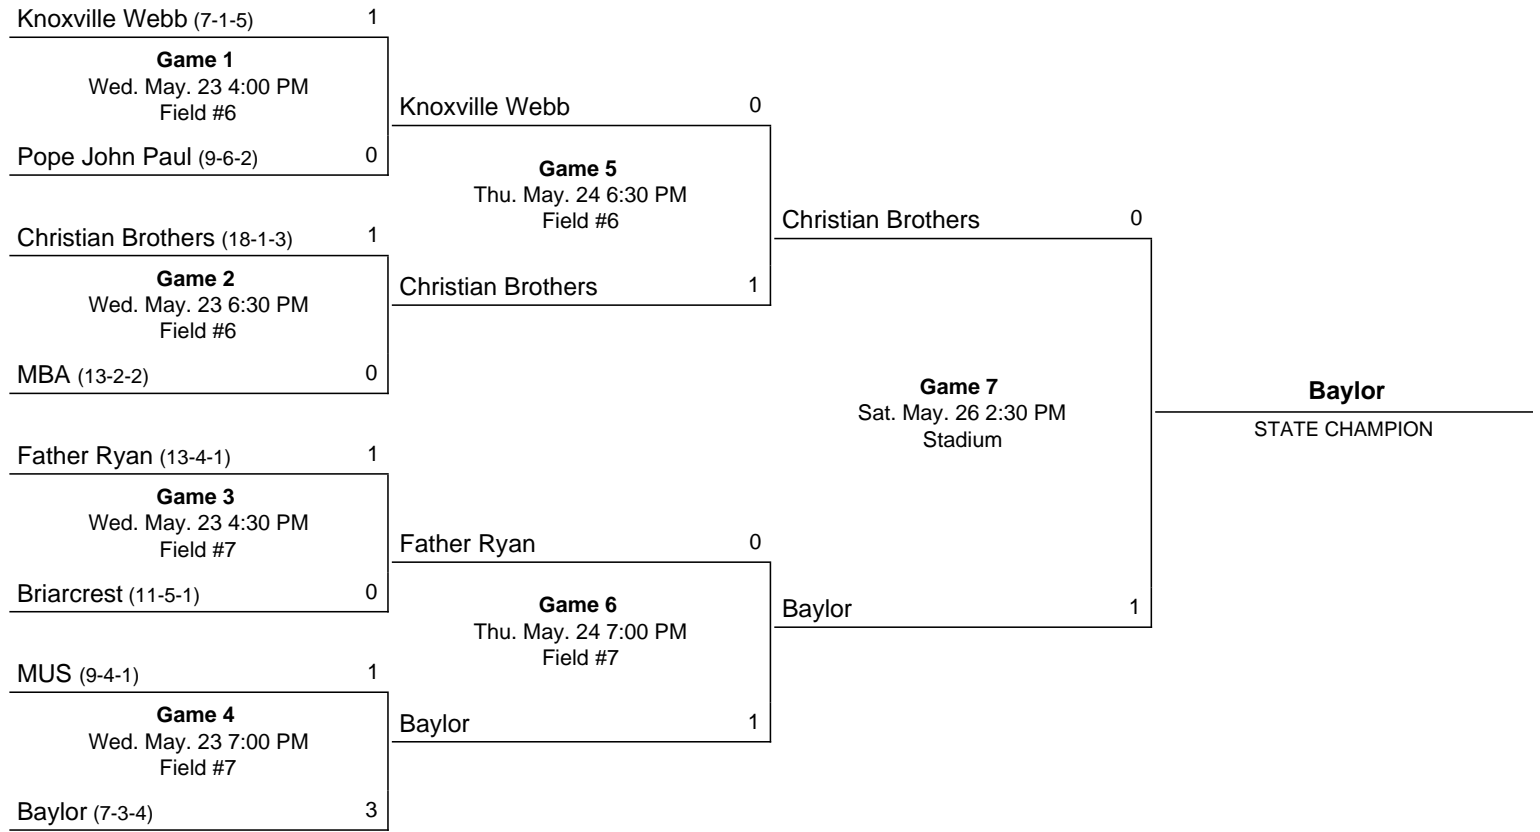 Knoxville Webb (7-1-5) 1
Game 1
Wed. May. 23 4:00 PM
Field #6
Pope John Paul (9-6-2) 0
Christian Brothers (18-1-3) 1
Game 2
Wed. May. 23 6:30 PM
Field #6
MBA (13-2-2) 0
Father Ryan (13-4-1) 1
Game 3
Wed. May. 23 4:30 PM
Field #7
Briarcrest (11-5-1) 0
MUS (9-4-1) 1
Game 4
Wed. May. 23 7:00 PM
Field #7
Baylor (7-3-4) 3
Knoxville Webb 0
Game 5
Thu. May. 24 6:30 PM
Field #6
Christian Brothers 1
Father Ryan 0
Game 6
Thu. May. 24 7:00 PM
Field #7
Baylor 1
Christian Brothers 0
Game 7
Sat. May. 26 2:30 PM
Stadium
Baylor 1
Baylor
STATE CHAMPION